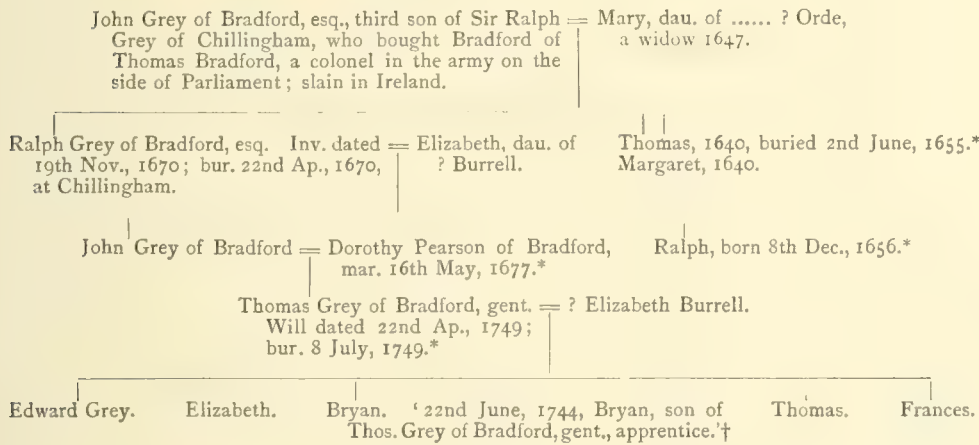 John Grey of Bradford, esq., third son of Sir Ralph = Mary, dau. of ...... ? Orde,
Grey of Chillingham, who bought Bradford of a widow 1647.
Thomas Bradford, a colonel in the army on the
side of Parliament; slain in Ireland.
Ralph Grey of Bradford, esq. Inv. dated = Elizabeth, dau. of Thomas, 1640, buried 2nd June, 1655.*
19th Nov., 1670; bur. 22nd Ap., 1670, ? Burrell. Margaret, 1640.
at Chillingham.
John Grey of Bradford = Dorothy Pearson of Bradford, Ralph, born 8th Dec., 1656.*
mar. 16th May, 1677.*
Thomas Grey of Bradford, gent. = ? Elizabeth Burrell.
Will dated 22nd Ap., 1749;
bur. 8 July, 1749.*
Edward Grey. Elizabeth. Bryan. ‘22nd June, 1744, Bryan, son of Thomas. Frances.
Thos. Grey of Bradford, gent., apprentice.’†